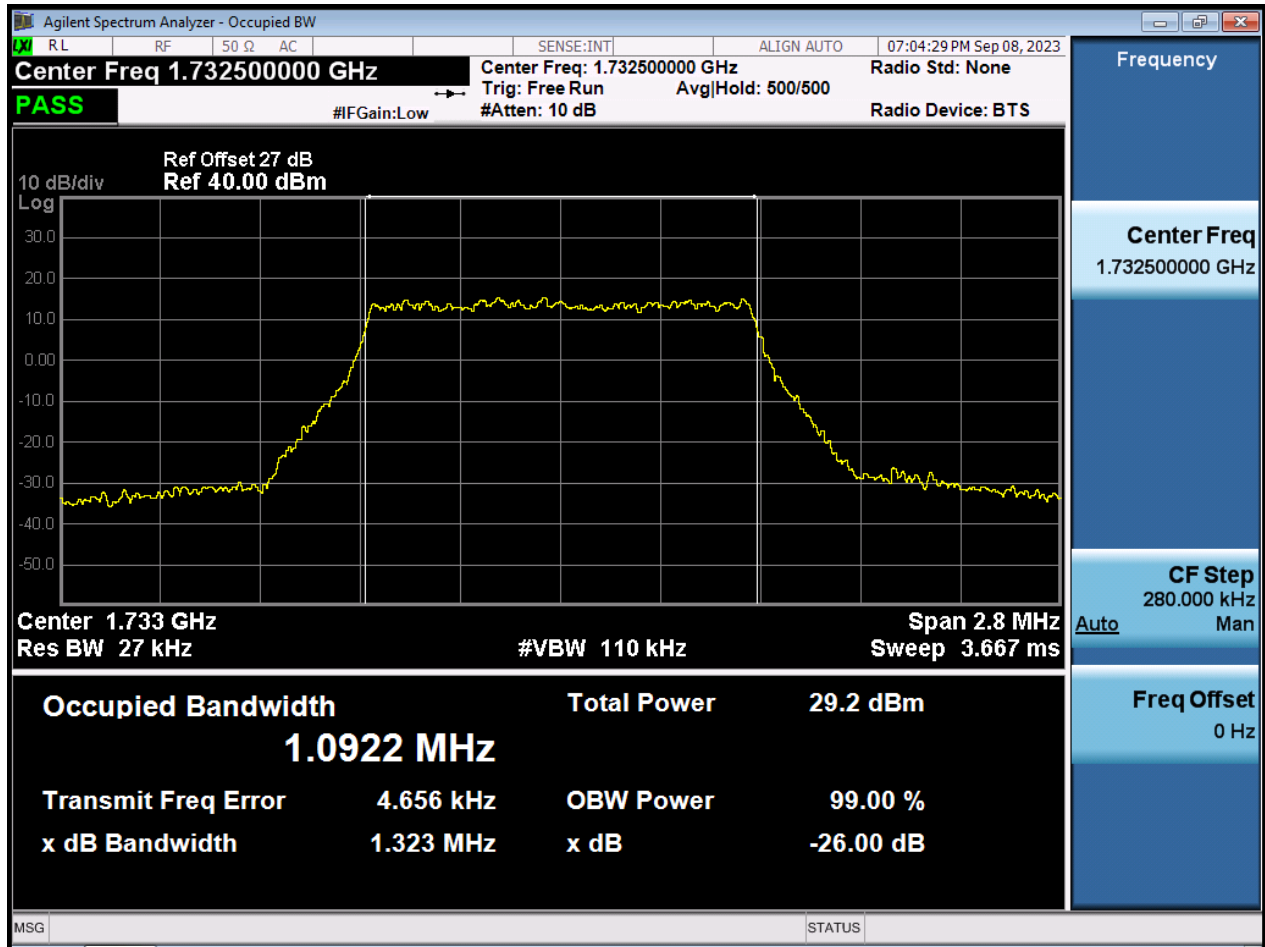 Agilent Spectrum Analyzer - Occupied BW
LXI RL RF 50 Ω AC SENSE:INT ALIGN AUTO 07:04:29 PM Sep 08, 2023
Center Freq 1.732500000 GHz
PASS
#IFGain:Low
Center Freq: 1.732500000 GHz
Trig: Free Run Avg|Hold: 500/500
#Atten: 10 dB
Radio Std: None
Radio Device: BTS
Ref Offset 27 dB
10 dB/div Ref 40.00 dBm
Log
30.0
20.0
10.0
0.00
-10.0
-20.0
-30.0
-40.0
-50.0
Center 1.733 GHz Span 2.8 MHz
Res BW 27 kHz #VBW 110 kHz Sweep 3.667 ms
Occupied Bandwidth Total Power 29.2 dBm
1.0922 MHz
Transmit Freq Error 4.656 kHz OBW Power 99.00 %
x dB Bandwidth 1.323 MHz x dB -26.00 dB
MSG STATUS
Frequency
Center Freq
1.732500000 GHz
CF Step
280.000 kHz
Auto Man
Freq Offset
0 Hz